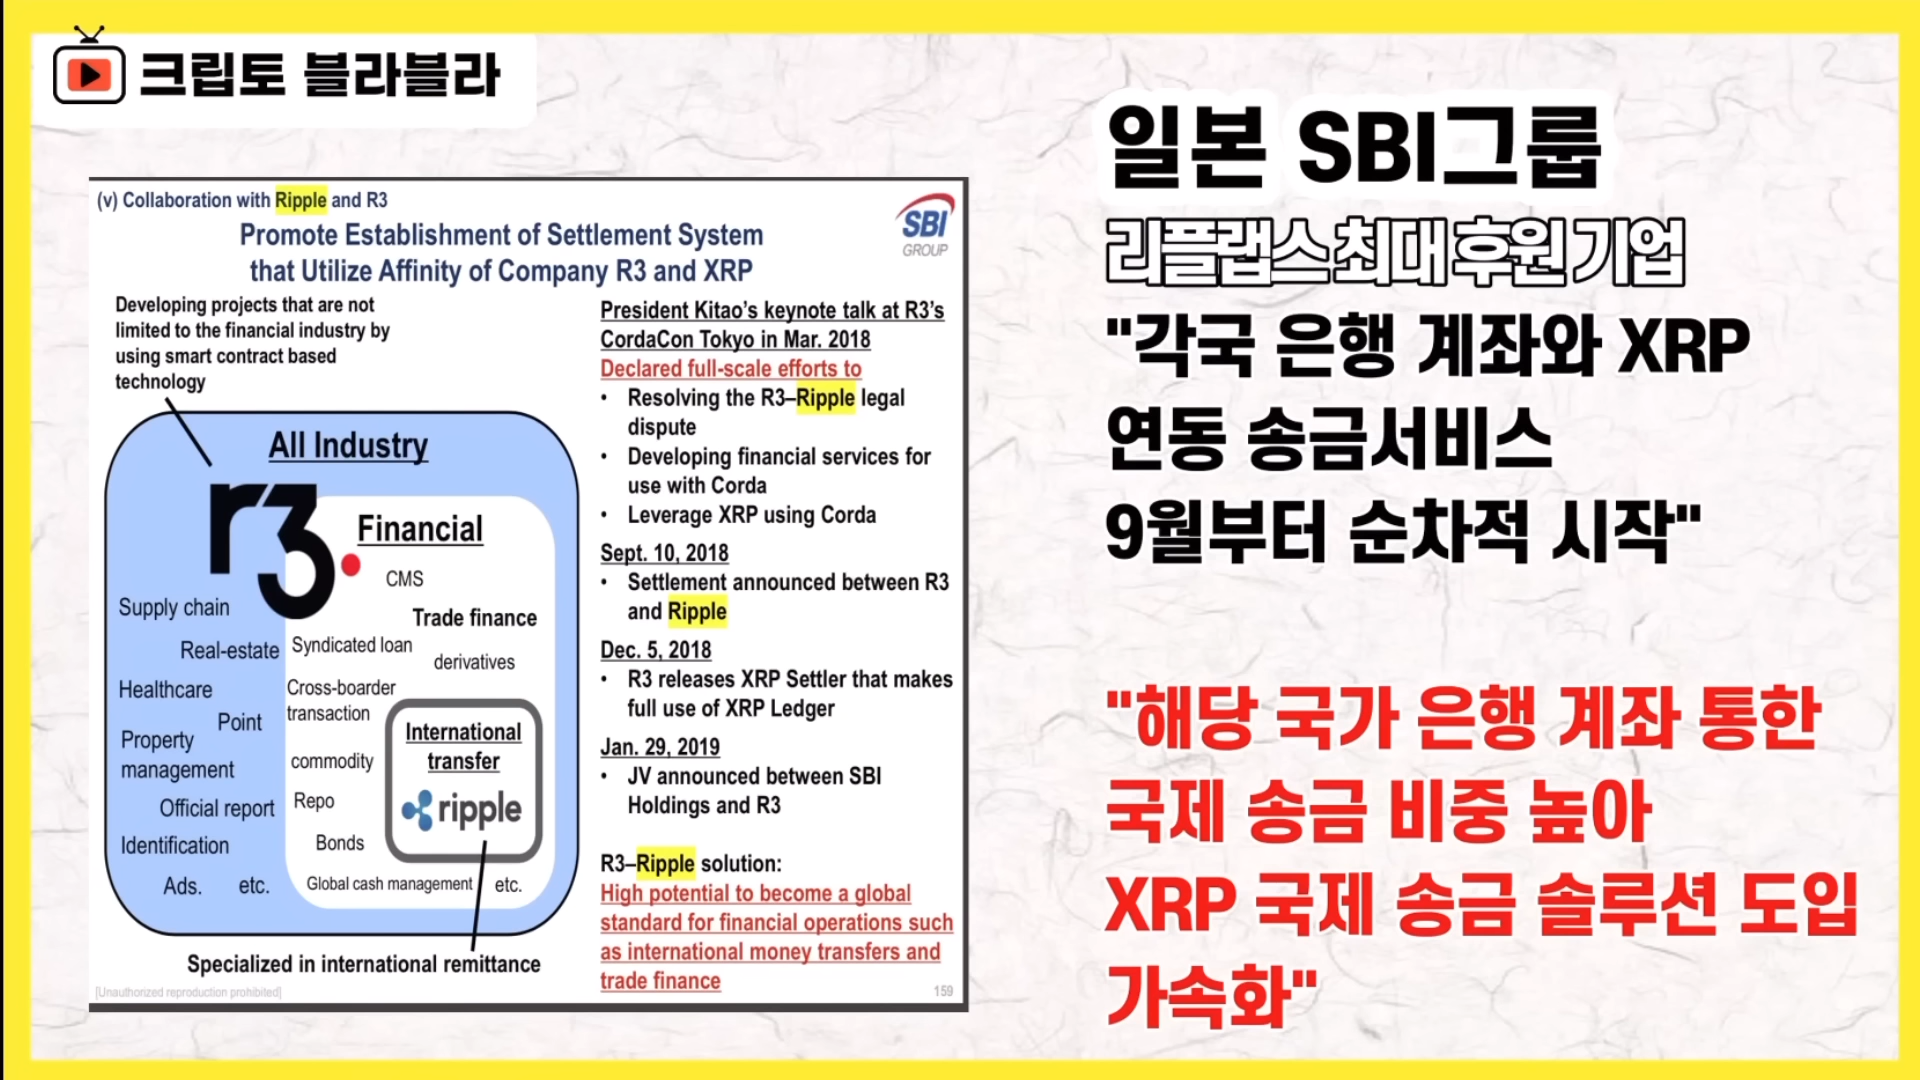 크립토 블라블라
(v) Collaboration with Ripple and R3
SBI
GROUP
Promote Establishment of Settlement System
that Utilize Affinity of Company R3 and XRP
Developing projects that are not
limited to the financial industry by
using smart contract based
technology
All Industry
r3.
Financial
CMS
Supply chain
Trade finance
Real-estate
Syndicated loan
derivatives
Healthcare
Cross-boarder
transaction
Point
Property
management
International
transfer
commodity
ripple
Official report
Repo
Identification
Bonds
Ads.
etc.
Global cash management
etc.
Specialized in international remittance
[Unauthorized reproduction prohibited]
President Kitao’s keynote talk at R3’s
CordaCon Tokyo in Mar. 2018
Declared full-scale efforts to
• Resolving the R3–Ripple legal
dispute
• Developing financial services for
use with Corda
• Leverage XRP using Corda
Sept. 10, 2018
• Settlement announced between R3
and Ripple
Dec. 5, 2018
• R3 releases XRP Settler that makes
full use of XRP Ledger
Jan. 29, 2019
• JV announced between SBI
Holdings and R3
R3–Ripple solution:
High potential to become a global
standard for financial operations such
as international money transfers and
trade finance
159
일본 SBI그룹
리플랩스 최대 후원 기업
"각국 은행 계좌와 XRP
연동 송금서비스
9월부터 순차적 시작"
"해당 국가 은행 계좌 통한
국제 송금 비중 높아
XRP 국제 송금 솔루션 도입
가속화"